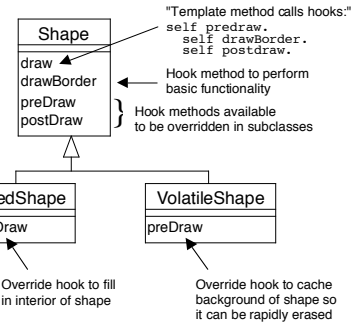 "Template method calls hooks:"
self predraw.
self drawBorder.
self postdraw.
Shape
draw
drawBorder
preDraw
postDraw
Hook method to perform
basic functionality
}
Hook methods available
to be overridden in subclasses
edShape
Draw
VolatileShape
preDraw
Override hook to fill
in interior of shape
Override hook to cache
background of shape so
it can be rapidly erased